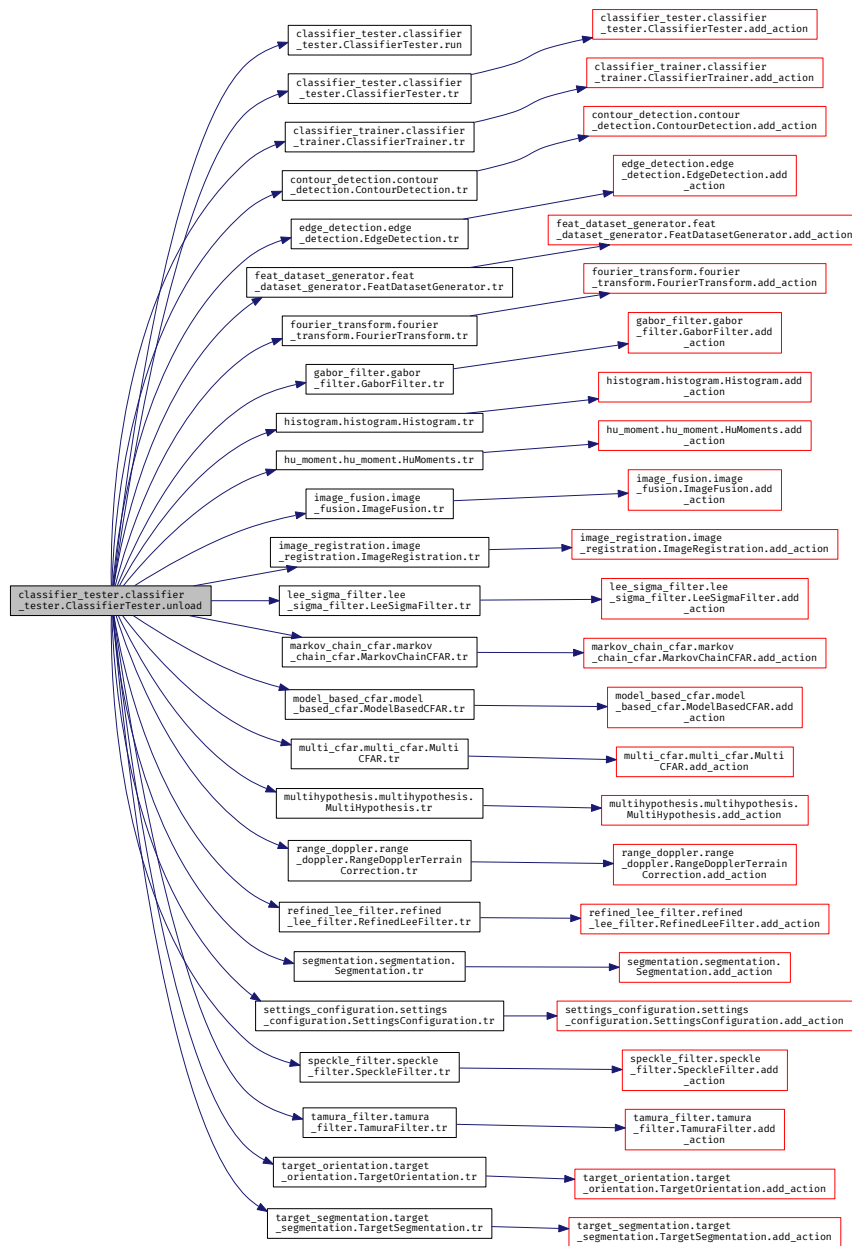 classifier_tester.classifier
_tester.ClassifierTester.unload
classifier_tester.classifier
_tester.ClassifierTester.run
classifier_tester.classifier
_tester.ClassifierTester.tr
classifier_tester.classifier
_tester.ClassifierTester.add_action
classifier_trainer.classifier
_trainer.ClassifierTrainer.tr
classifier_trainer.classifier
_trainer.ClassifierTrainer.add_action
contour_detection.contour
_detection.ContourDetection.tr
contour_detection.contour
_detection.ContourDetection.add_action
edge_detection.edge
_detection.EdgeDetection.tr
edge_detection.edge
_detection.EdgeDetection.add
_action
feat_dataset_generator.feat
_dataset_generator.FeatDatasetGenerator.tr
feat_dataset_generator.feat
_dataset_generator.FeatDatasetGenerator.add_action
fourier_transform.fourier
_transform.FourierTransform.tr
fourier_transform.fourier
_transform.FourierTransform.add_action
gabor_filter.gabor
_filter.GaborFilter.tr
gabor_filter.gabor
_filter.GaborFilter.add
_action
histogram.histogram.Histogram.tr
histogram.histogram.Histogram.add
_action
hu_moment.hu_moment.HuMoments.tr
hu_moment.hu_moment.HuMoments.add
_action
image_fusion.image
_fusion.ImageFusion.tr
image_fusion.image
_fusion.ImageFusion.add
_action
image_registration.image
_registration.ImageRegistration.tr
image_registration.image
_registration.ImageRegistration.add_action
lee_sigma_filter.lee
_sigma_filter.LeeSigmaFilter.tr
lee_sigma_filter.lee
_sigma_filter.LeeSigmaFilter.add
_action
markov_chain_cfar.markov
_chain_cfar.MarkovChainCFAR.tr
markov_chain_cfar.markov
_chain_cfar.MarkovChainCFAR.add_action
model_based_cfar.model
_based_cfar.ModelBasedCFAR.tr
model_based_cfar.model
_based_cfar.ModelBasedCFAR.add
_action
multi_cfar.multi_cfar.Multi
CFAR.tr
multi_cfar.multi_cfar.Multi
CFAR.add_action
multihypothesis.multihypothesis.
MultiHypothesis.tr
multihypothesis.multihypothesis.
MultiHypothesis.add_action
range_doppler.range
_doppler.RangeDopplerTerrain
Correction.tr
range_doppler.range
_doppler.RangeDopplerTerrain
Correction.add_action
refined_lee_filter.refined
_lee_filter.RefinedLeeFilter.tr
refined_lee_filter.refined
_lee_filter.RefinedLeeFilter.add_action
segmentation.segmentation.
Segmentation.tr
segmentation.segmentation.
Segmentation.add_action
settings_configuration.settings
_configuration.SettingsConfiguration.tr
settings_configuration.settings
_configuration.SettingsConfiguration.add_action
speckle_filter.speckle
_filter.SpeckleFilter.tr
speckle_filter.speckle
_filter.SpeckleFilter.add
_action
tamura_filter.tamura
_filter.TamuraFilter.tr
tamura_filter.tamura
_filter.TamuraFilter.add
_action
target_orientation.target
_orientation.TargetOrientation.tr
target_orientation.target
_orientation.TargetOrientation.add_action
target_segmentation.target
_segmentation.TargetSegmentation.tr
target_segmentation.target
_segmentation.TargetSegmentation.add_action